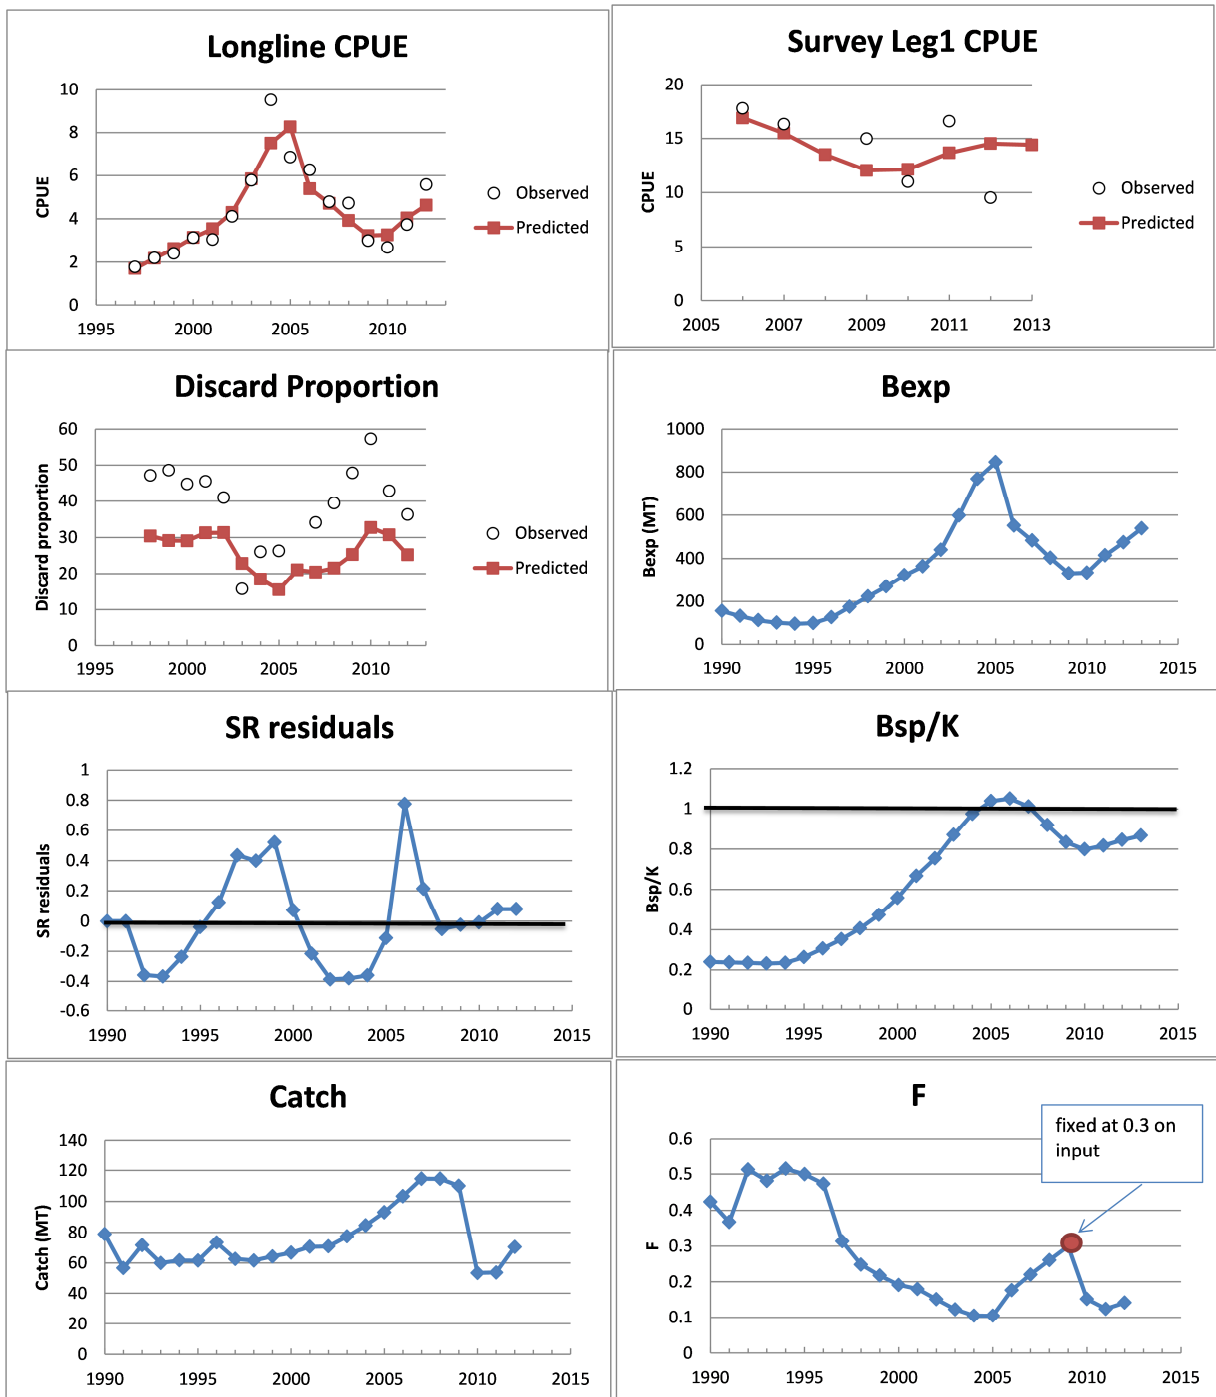 Longline CPUE
10
8
6
4
2
0
CPUE
1995 2000 2005 2010
Observed
Predicted
Survey Leg1 CPUE
20
15
10
5
0
CPUE
2005 2007 2009 2011 2013
Observed
Predicted
Discard Proportion
60
50
40
30
20
10
0
Discard proportion
1995 2000 2005 2010
Observed
Predicted
Bexp
1000
800
600
400
200
0
Bexp (MT)
1990 1995 2000 2005 2010 2015
SR residuals
1
0.8
0.6
0.4
0.2
0
-0.2
-0.4
-0.6
SR residuals
1990 1995 2000 2005 2010 2015
Bsp/K
1.2
1
0.8
0.6
0.4
0.2
0
Bsp/K
1990 1995 2000 2005 2010 2015
Catch
140
120
100
80
60
40
20
0
Catch (MT)
1990 1995 2000 2005 2010 2015
F
fixed at 0.3 on
input
0.6
0.5
0.4
0.3
0.2
0.1
0
F
1990 1995 2000 2005 2010 2015